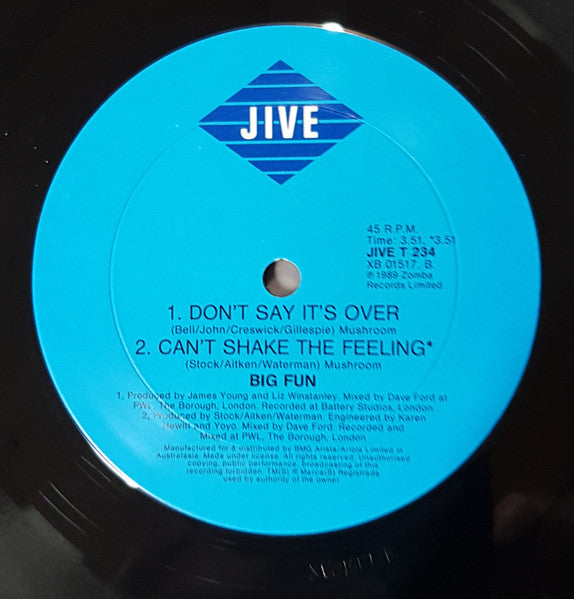 JIVE
45 R.P.M.
Time: 3.51, *3.51
JIVE T 234
XB 01517. B.
℗ 1989 Zomba
Records Limited
1. DON'T SAY IT'S OVER
(Bell/John/Creswick/Gillespie) Mushroom
2. CAN'T SHAKE THE FEELING*
(Stock/Aitken/Waterman) Mushroom
BIG FUN
1, Produced by James Young and Liz Winstanley. Mixed by Dave Ford at
PWL, The Borough, London. Recorded at Battery Studios, London.
2, Produced by Stock/Aitken/Waterman. Engineered by Karen
Hewitt and Yoyo. Mixed by Dave Ford. Recorded and
Mixed at PWL, The Borough, London
Manufactured for & distributed by BMG Arista/Ariola Limited in
Australasia. Made under license. All rights reserved. Unauthorised
copying, public performance, broadcasting of this
recording forbidden. TM(S) ® Marca(S) Registrada
used by authority of the owner